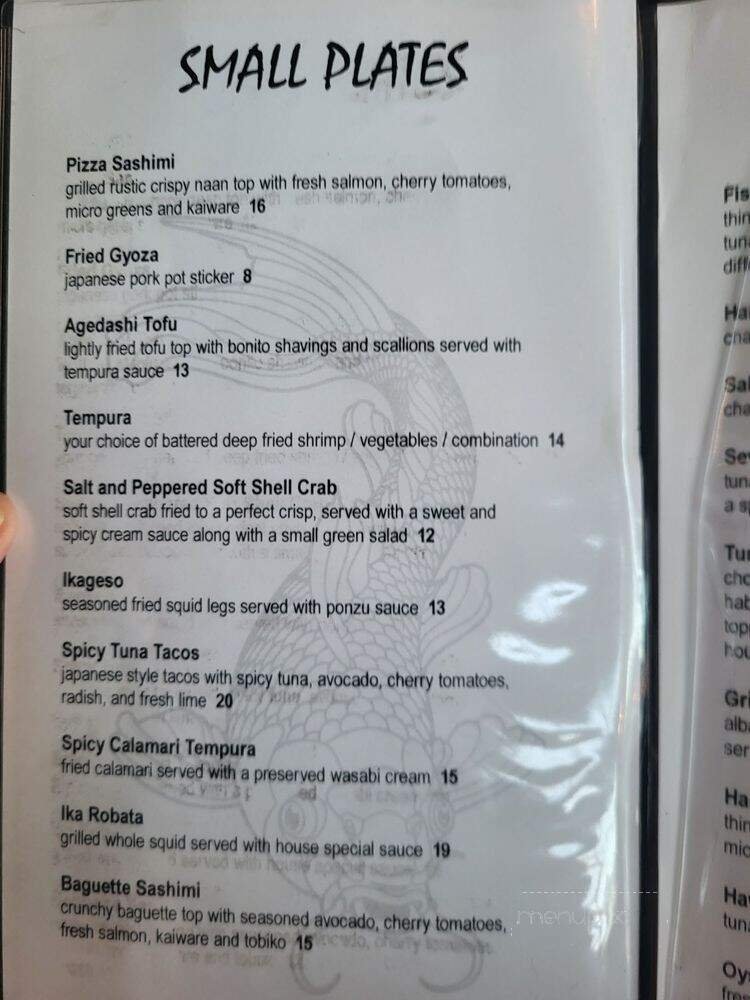 SMALL PLATES
Pizza Sashimi
grilled rustic crispy naan top with fresh salmon, cherry tomatoes,
micro greens and kaiware 16
Fried Gyoza
japanese pork pot sticker 8
Agedashi Tofu
lightly fried tofu top with bonito shavings and scallions served with
tempura sauce 13
Tempura
your choice of battered deep fried shrimp / vegetables / combination 14
Salt and Peppered Soft Shell Crab
soft shell crab fried to a perfect crisp, served with a sweet and
spicy cream sauce along with a small green salad 12
Ikageso
seasoned fried squid legs served with ponzu sauce 13
Spicy Tuna Tacos
japanese style tacos with spicy tuna, avocado, cherry tomatoes,
radish, and fresh lime 20
Spicy Calamari Tempura
fried calamari served with a preserved wasabi cream 15
Ika Robata
grilled whole squid served with house special sauce 19
Baguette Sashimi
crunchy baguette top with seasoned avocado, cherry tomatoes,
fresh salmon, kaiware and tobiko 15